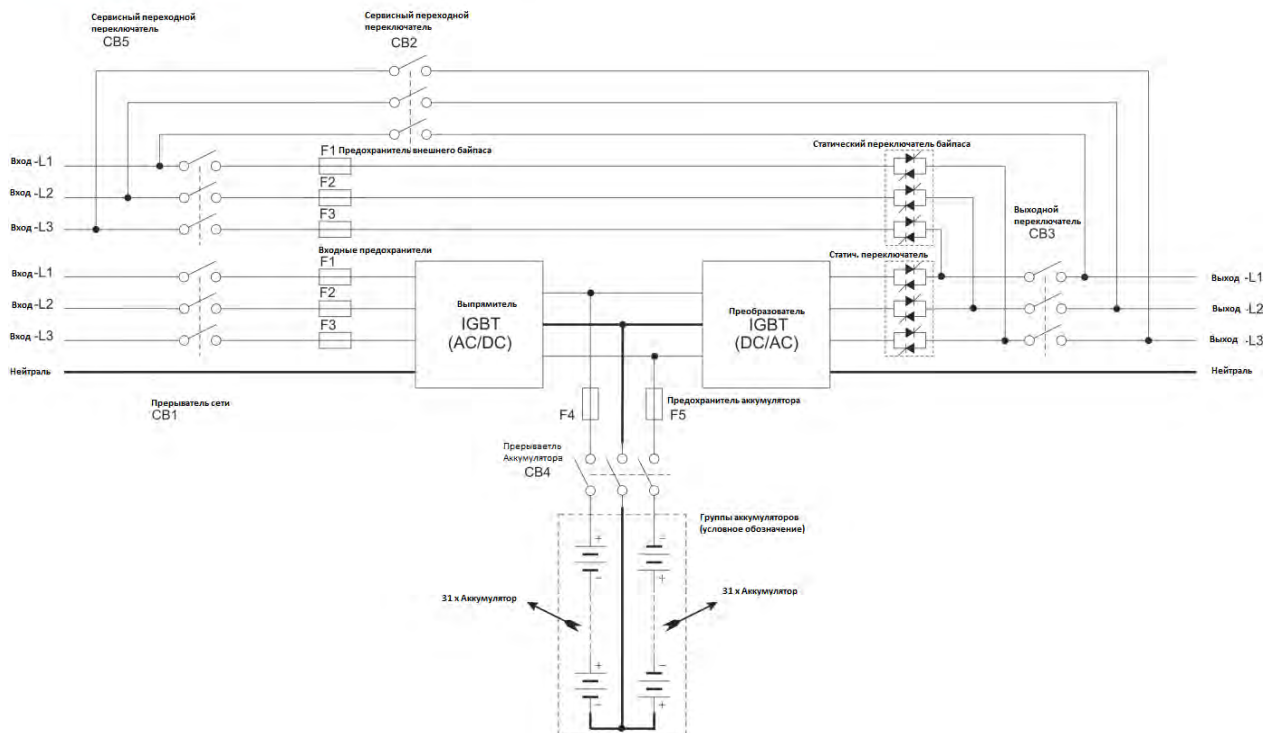 Сервисный переходной
переключатель
CB5
Сервисный переходной
переключатель
CB2
Вход -L1
F1
Предохранитель внешнего байпаса
Статический переключатель байпаса
Вход -L2
F2
Вход -L3
F3
Выходной
переключатель
CB3
Входные предохранители
Вход -L1
F1
Статич. переключатель
Выход -L1
Вход -L2
F2
Выпрямитель
IGBT
(AC/DC)
Преобразователь
IGBT
(DC/AC)
Выход -L2
Вход -L3
F3
Выход -L3
Нейтраль
Нейтраль
Прерыватель сети
CB1
F4
Предохранитель аккумулятора
F5
Прерываетль
Аккумулятора
CB4
Группы аккумуляторов
(условное обозначение)
+
-
-
+
31 x Аккумулятор
31 x Аккумулятор
+
-
-
+